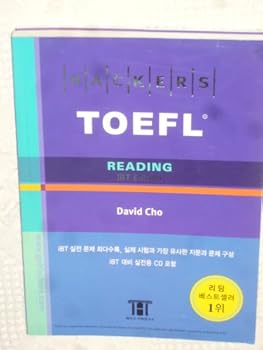 HACKERS
TOEFL®
READING
iBT Edition
David Cho
iBT 실전 문제 최다수록, 실제 시험과 가장 유사한 지문과 문제 구성
iBT 대비 실전용 CD 포함
리딩
베스트셀러
1위